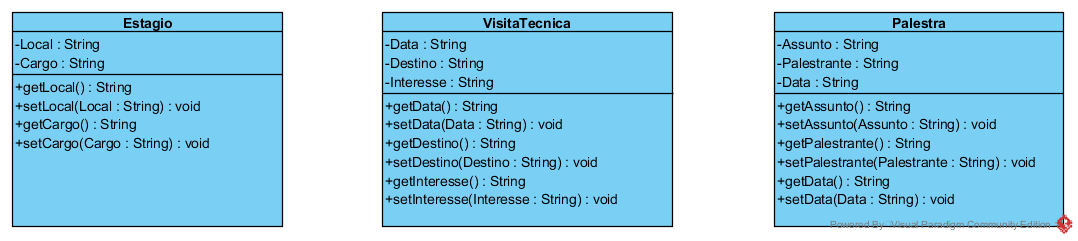 Estagio
-Local : String
-Cargo : String
+getLocal() : String
+setLocal(Local : String) : void
+getCargo() : String
+setCargo(Cargo : String) : void
VisitaTecnica
-Data : String
-Destino : String
-Interesse : String
+getData() : String
+setData(Data : String) : void
+getDestino() : String
+setDestino(Destino : String) : void
+getInteresse() : String
+setInteresse(Interesse : String) : void
Palestra
-Assunto : String
-Palestrante : String
-Data : String
+getAssunto() : String
+setAssunto(Assunto : String) : void
+getPalestrante() : String
+setPalestrante(Palestrante : String) : void
+getData() : String
+setData(Data : String) : void
Powered By Visual Paradigm Community Edition